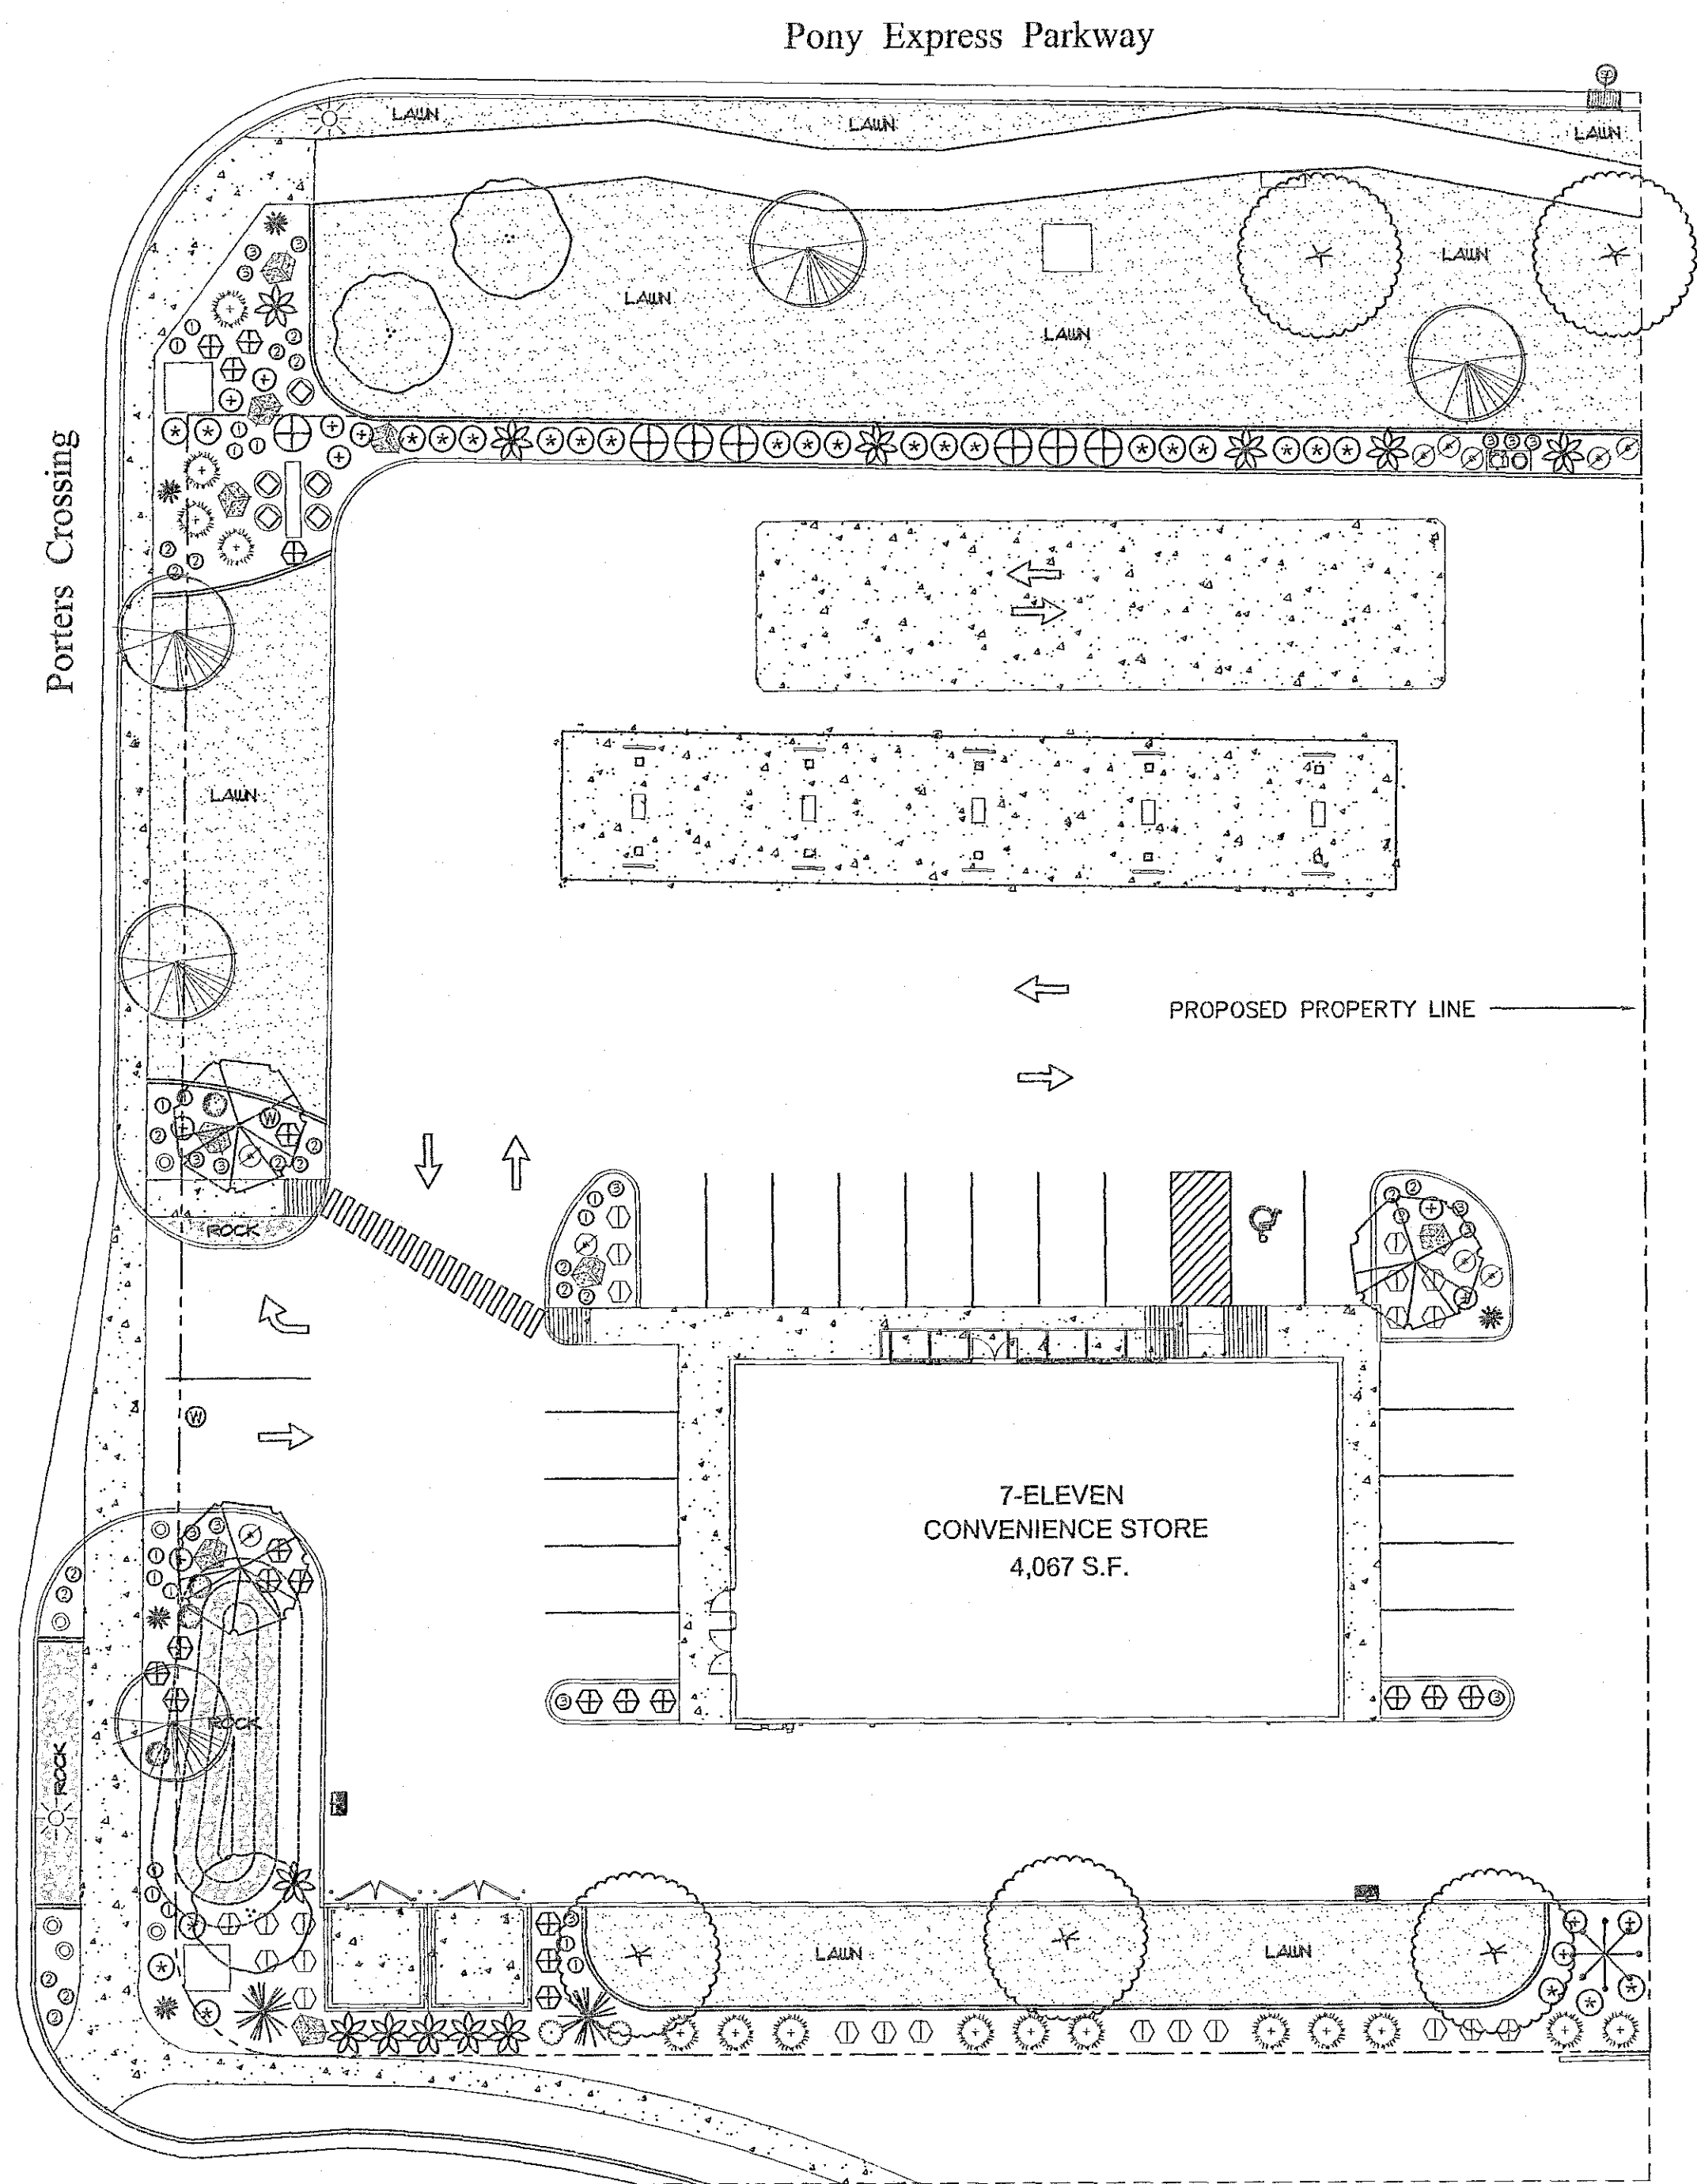 Pony Express Parkway
LAWN
LAWN
LAWN
LAWN
LAWN
LAWN
Porters Crossing
LAWN
PROPOSED PROPERTY LINE
ROCK
W
W
7-ELEVEN
CONVENIENCE STORE
4,067 S.F.
ROCK
ROCK
LAWN
LAWN